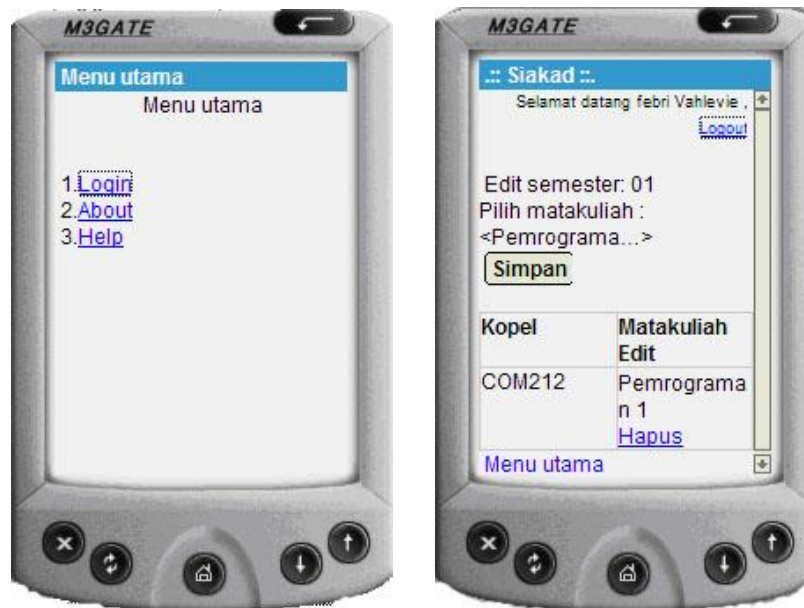 M3GATE
Menu utama
Menu utama
1.Login
2.About
3.Help
M3GATE
.:: Siakad ::.
Selamat datang febri Vahlevie ,
Logout
Edit semester: 01
Pilih matakuliah :
<Pemrograma...>
Simpan
Kopel Matakuliah
Edit
COM212 Pemrograma
n 1
Hapus
Menu utama